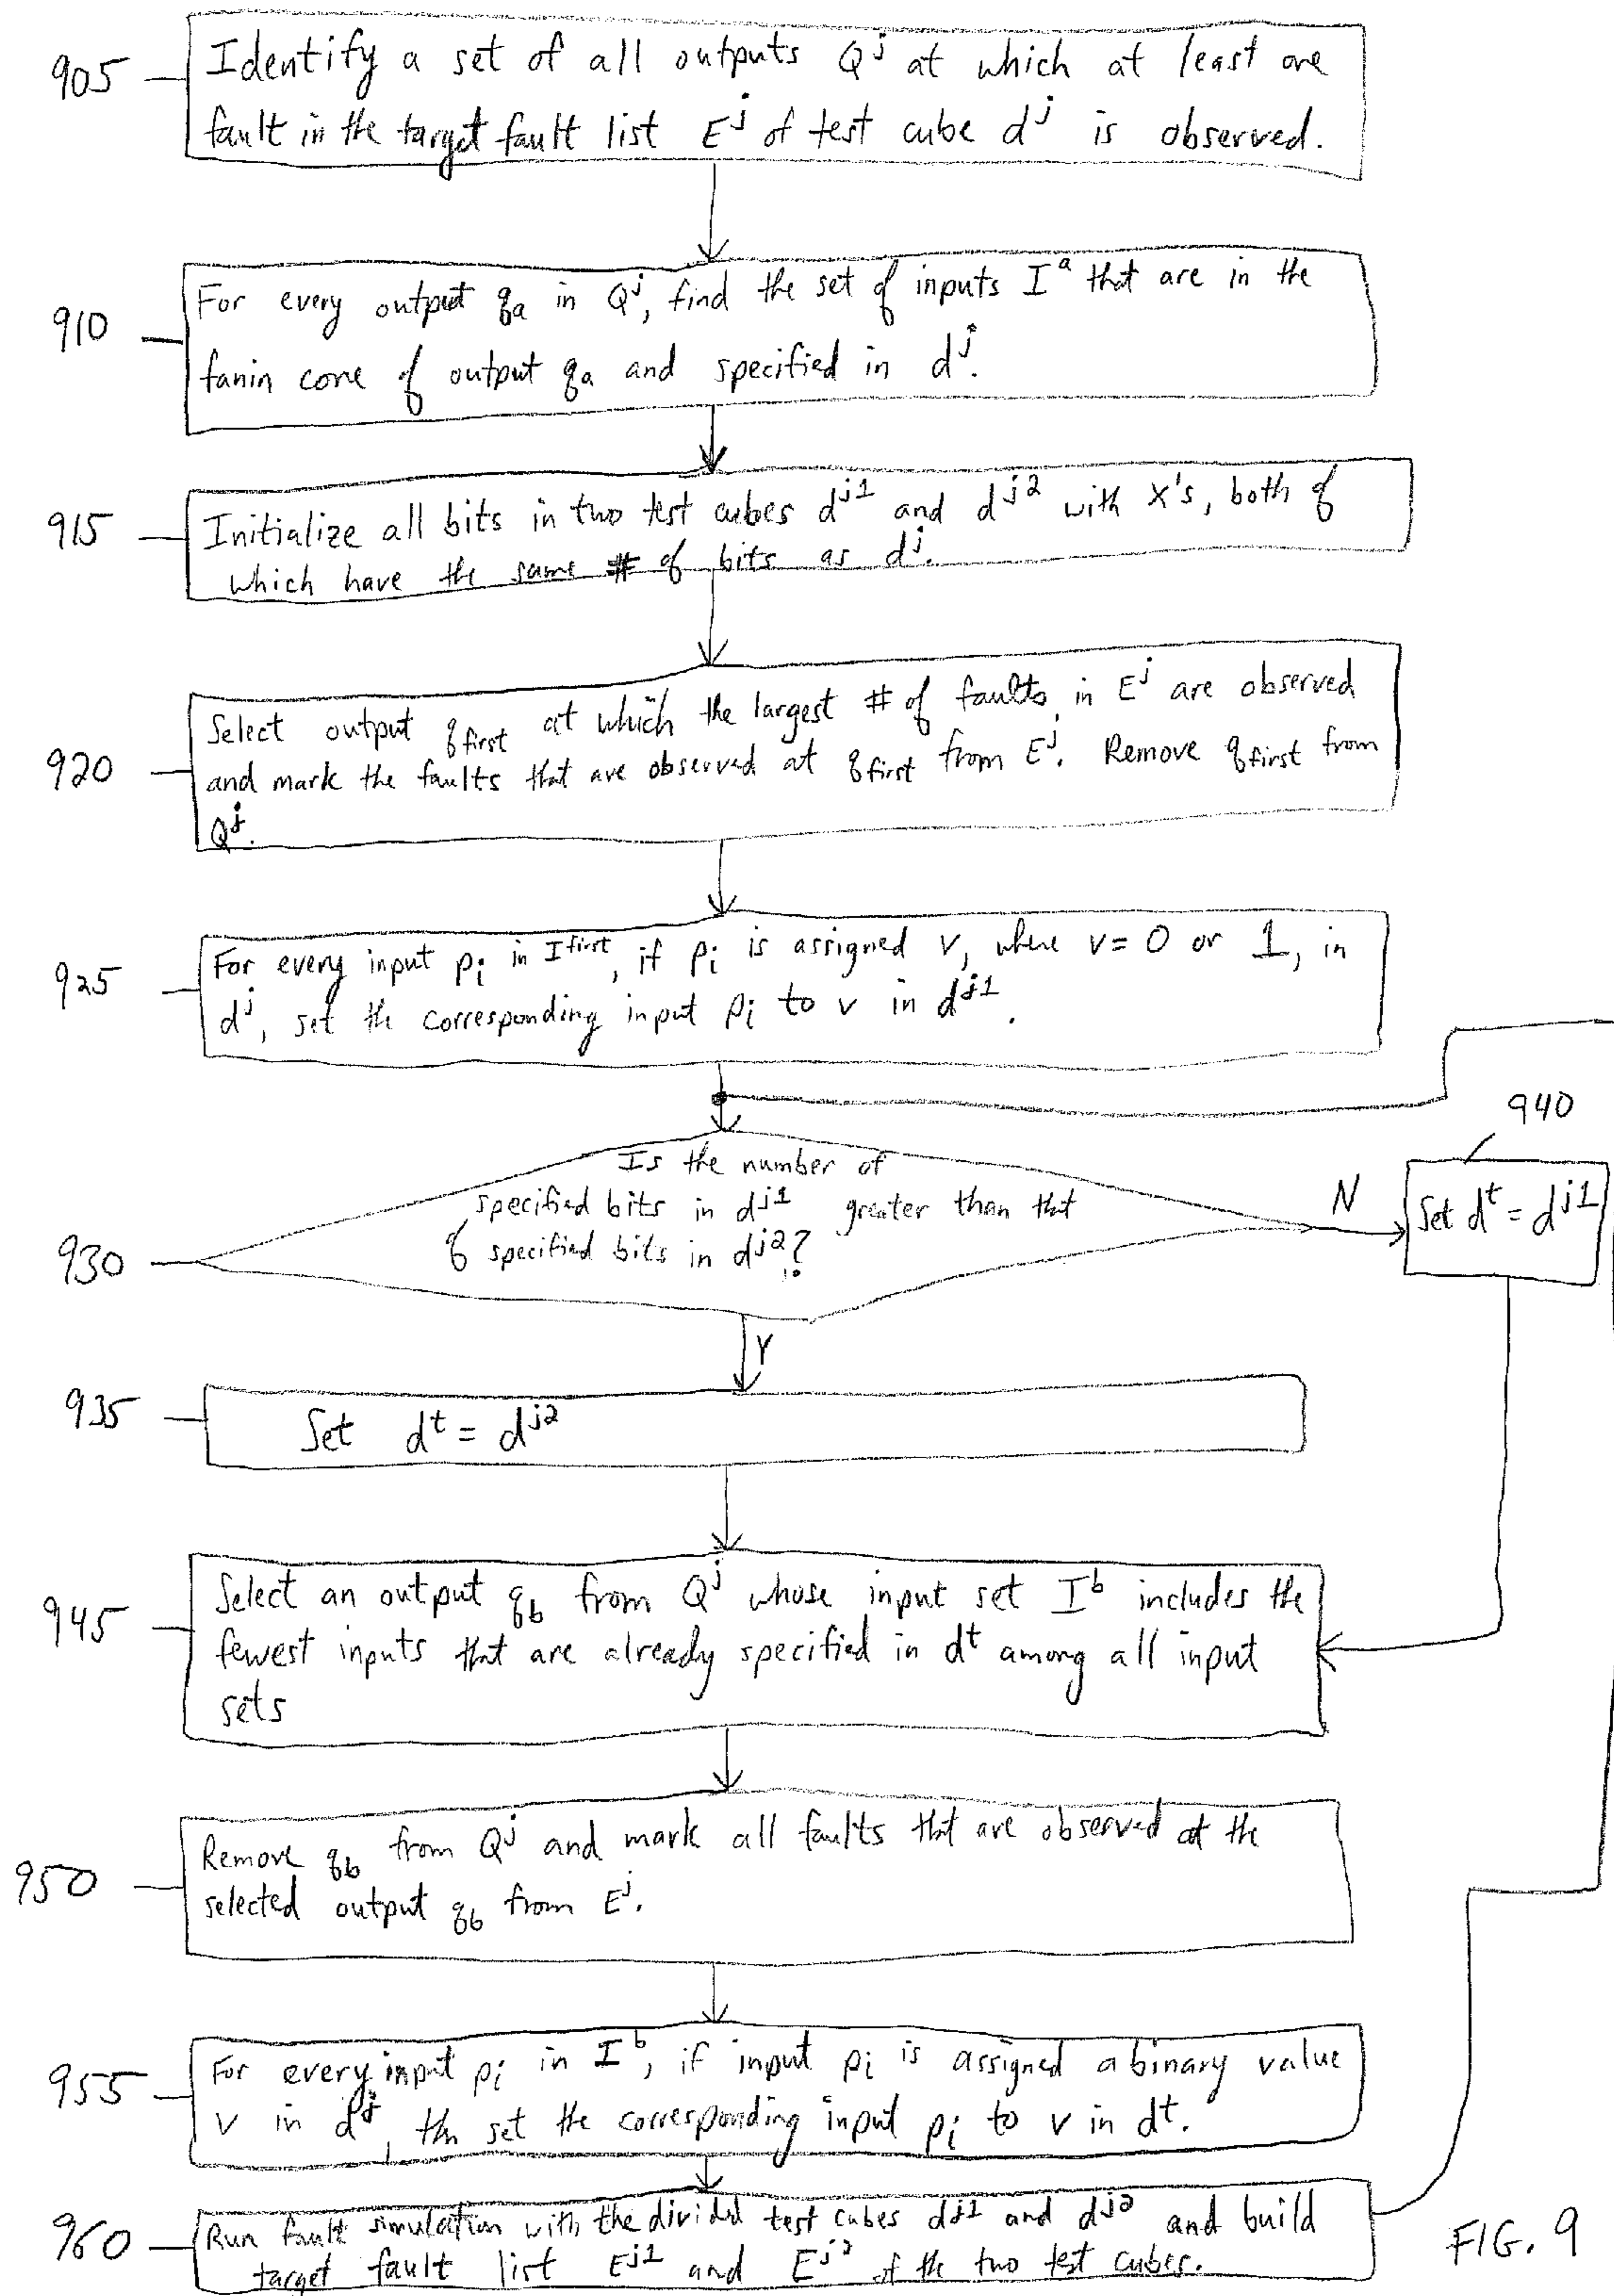 905
Identify a set of all outputs Q^j at which at least one
fault in the target fault list E^j of test cube d^j is observed.
910
For every output q_a in Q^j, find the set of inputs I^a that are in the
fanin cone of output q_a and specified in d^j.
915
Initialize all bits in two test cubes d^j1 and d^j2 with X's, both of
which have the same # of bits as d^j.
920
Select output q_first at which the largest # of faults in E^j are observed
and mark the faults that are observed at q_first from E^j. Remove q_first from
Q^j.
925
For every input p_i in I^first, if p_i is assigned v, where v = 0 or 1, in
d^j, set the corresponding input p_i to v in d^j1.
930
Is the number of
specified bits in d^j1 greater than that
of specified bits in d^j2?
N
940
Set d^t = d^j1
Y
935
Set d^t = d^j2
945
Select an output q_b from Q^j whose input set I^b includes the
fewest inputs that are already specified in d^t among all input
sets
950
Remove q_b from Q^j and mark all faults that are observed at the
selected output q_b from E^j.
955
For every input p_i in I^b, if input p_i is assigned a binary value
v in d^j, then set the corresponding input p_i to v in d^t.
960
Run fault simulation with the divided test cubes d^j1 and d^j2 and build
target fault list E^j1 and E^j2 of the two test cubes.
FIG. 9